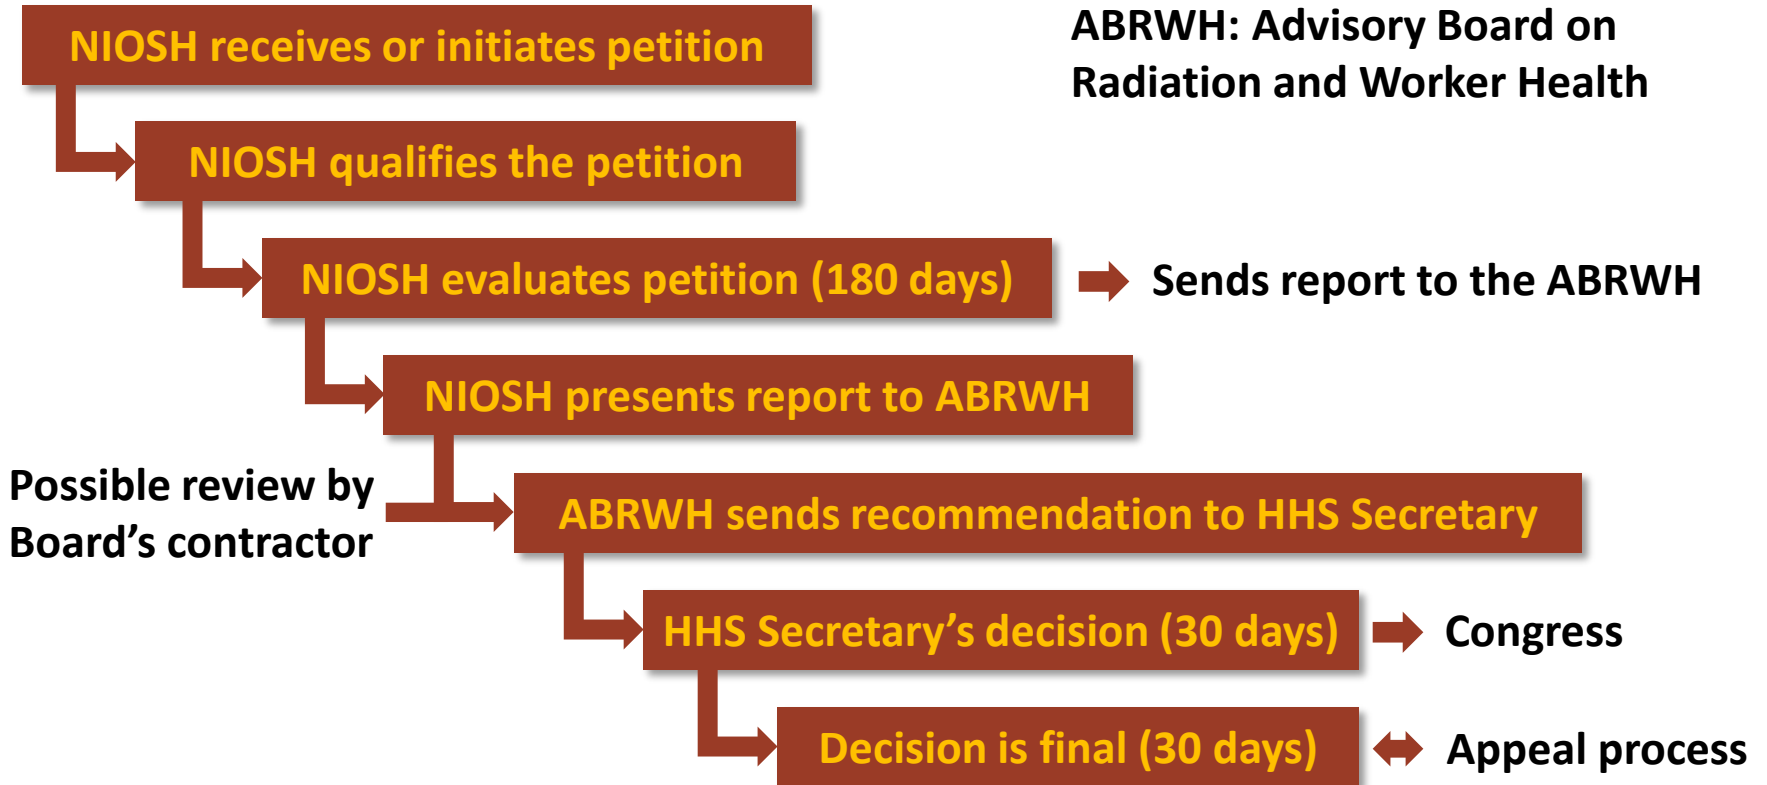 NIOSH receives or initiates petition
ABRWH: Advisory Board on
Radiation and Worker Health
NIOSH qualifies the petition
NIOSH evaluates petition (180 days)
Sends report to the ABRWH
NIOSH presents report to ABRWH
Possible review by
Board’s contractor
ABRWH sends recommendation to HHS Secretary
HHS Secretary’s decision (30 days)
Congress
Decision is final (30 days)
Appeal process